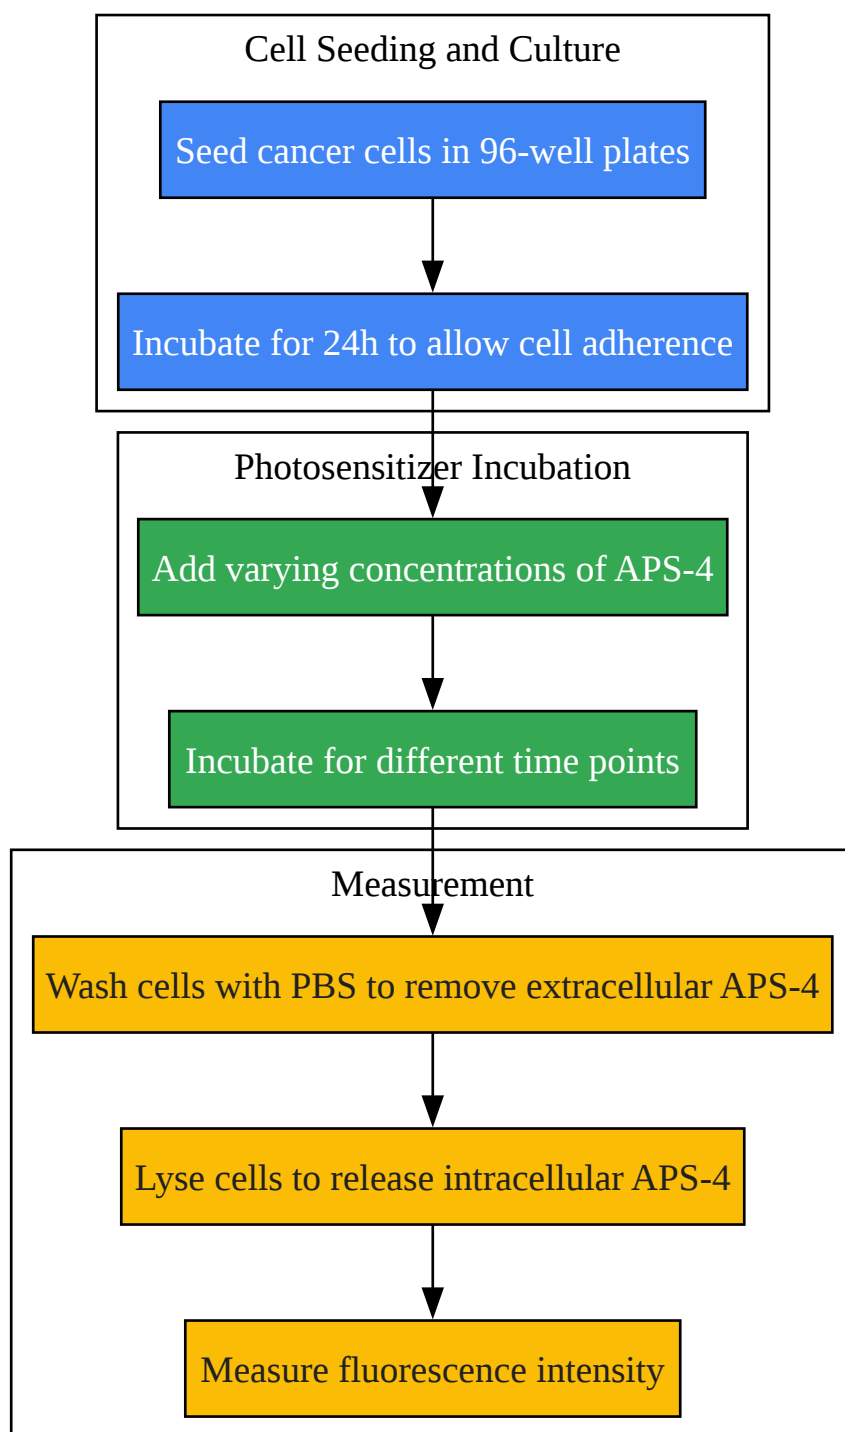 Cell Seeding and Culture
Seed cancer cells in 96-well plates
Incubate for 24h to allow cell adherence
Photosensitizer Incubation
Add varying concentrations of APS-4
Incubate for different time points
Measurement
Wash cells with PBS to remove extracellular APS-4
Lyse cells to release intracellular APS-4
Measure fluorescence intensity